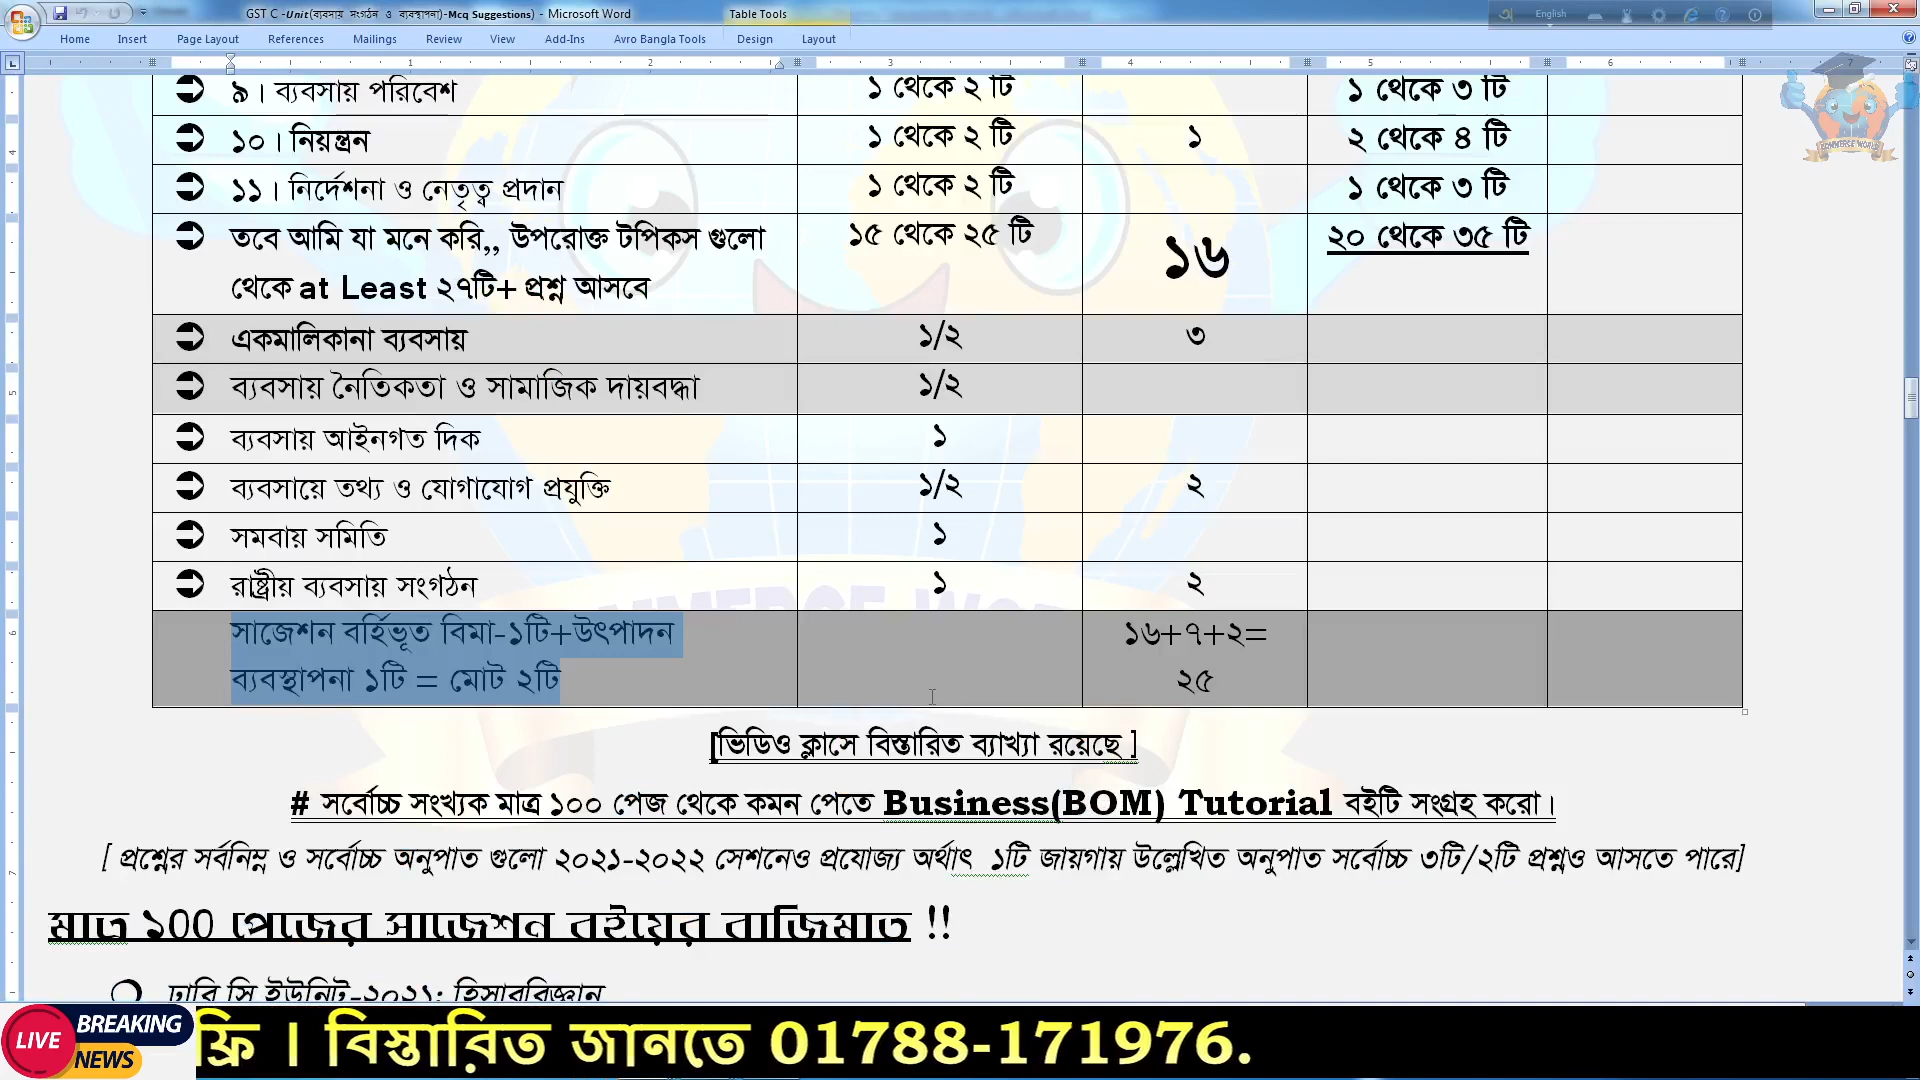 GST C -Unit(ব্যবসায় সংগঠন ও ব্যবস্থাপনা)-Mcq Suggestions) - Microsoft Word
Table Tools
English
Home Insert Page Layout References Mailings Review View Add-Ins Avro Bangla Tools Design Layout
৯। ব্যবসায় পরিবেশ ১ থেকে ২ টি ১ থেকে ৩ টি
১০। নিয়ন্ত্রন ১ থেকে ২ টি ১ ২ থেকে ৪ টি
১১। নির্দেশনা ও নেতৃত্ব প্রদান ১ থেকে ২ টি ১ থেকে ৩ টি
তবে আমি যা মনে করি,, উপরোক্ত টপিকস গুলো ১৫ থেকে ২৫ টি ১৬ ২০ থেকে ৩৫ টি
থেকে at Least ২৭টি+ প্রশ্ন আসবে
একমালিকানা ব্যবসায় ১/২ ৩
ব্যবসায় নৈতিকতা ও সামাজিক দায়বদ্ধা ১/২
ব্যবসায় আইনগত দিক ১
ব্যবসায়ে তথ্য ও যোগাযোগ প্রযুক্তি ১/২ ২
সমবায় সমিতি ১
রাষ্ট্রীয় ব্যবসায় সংগঠন ১ ২
সাজেশন বর্হিভূত বিমা-১টি+উৎপাদন ১৬+৭+২=
ব্যবস্থাপনা ১টি = মোট ২টি ২৫
[ভিডিও ক্লাসে বিস্তারিত ব্যাখ্যা রয়েছে ]
# সর্বোচ্চ সংখ্যক মাত্র ১০০ পেজ থেকে কমন পেতে Business(BOM) Tutorial বইটি সংগ্রহ করো।
[ প্রশ্নের সর্বনিম্ন ও সর্বোচ্চ অনুপাত গুলো ২০২১-২০২২ সেশনেও প্রযোজ্য অর্থাৎ ১টি জায়গায় উল্লেখিত অনুপাত সর্বোচ্চ ৩টি/২টি প্রশ্নও আসতে পারে]
মাত্র ১00 পেজের সাজেশন বইয়ের বাজিমাত !!
ঢাবি সি ইউনিট-২০২১: হিসাববিজ্ঞান
LIVE BREAKING NEWS
ফ্রি । বিস্তারিত জানতে 01788-171976.
COMMERCE WORLD